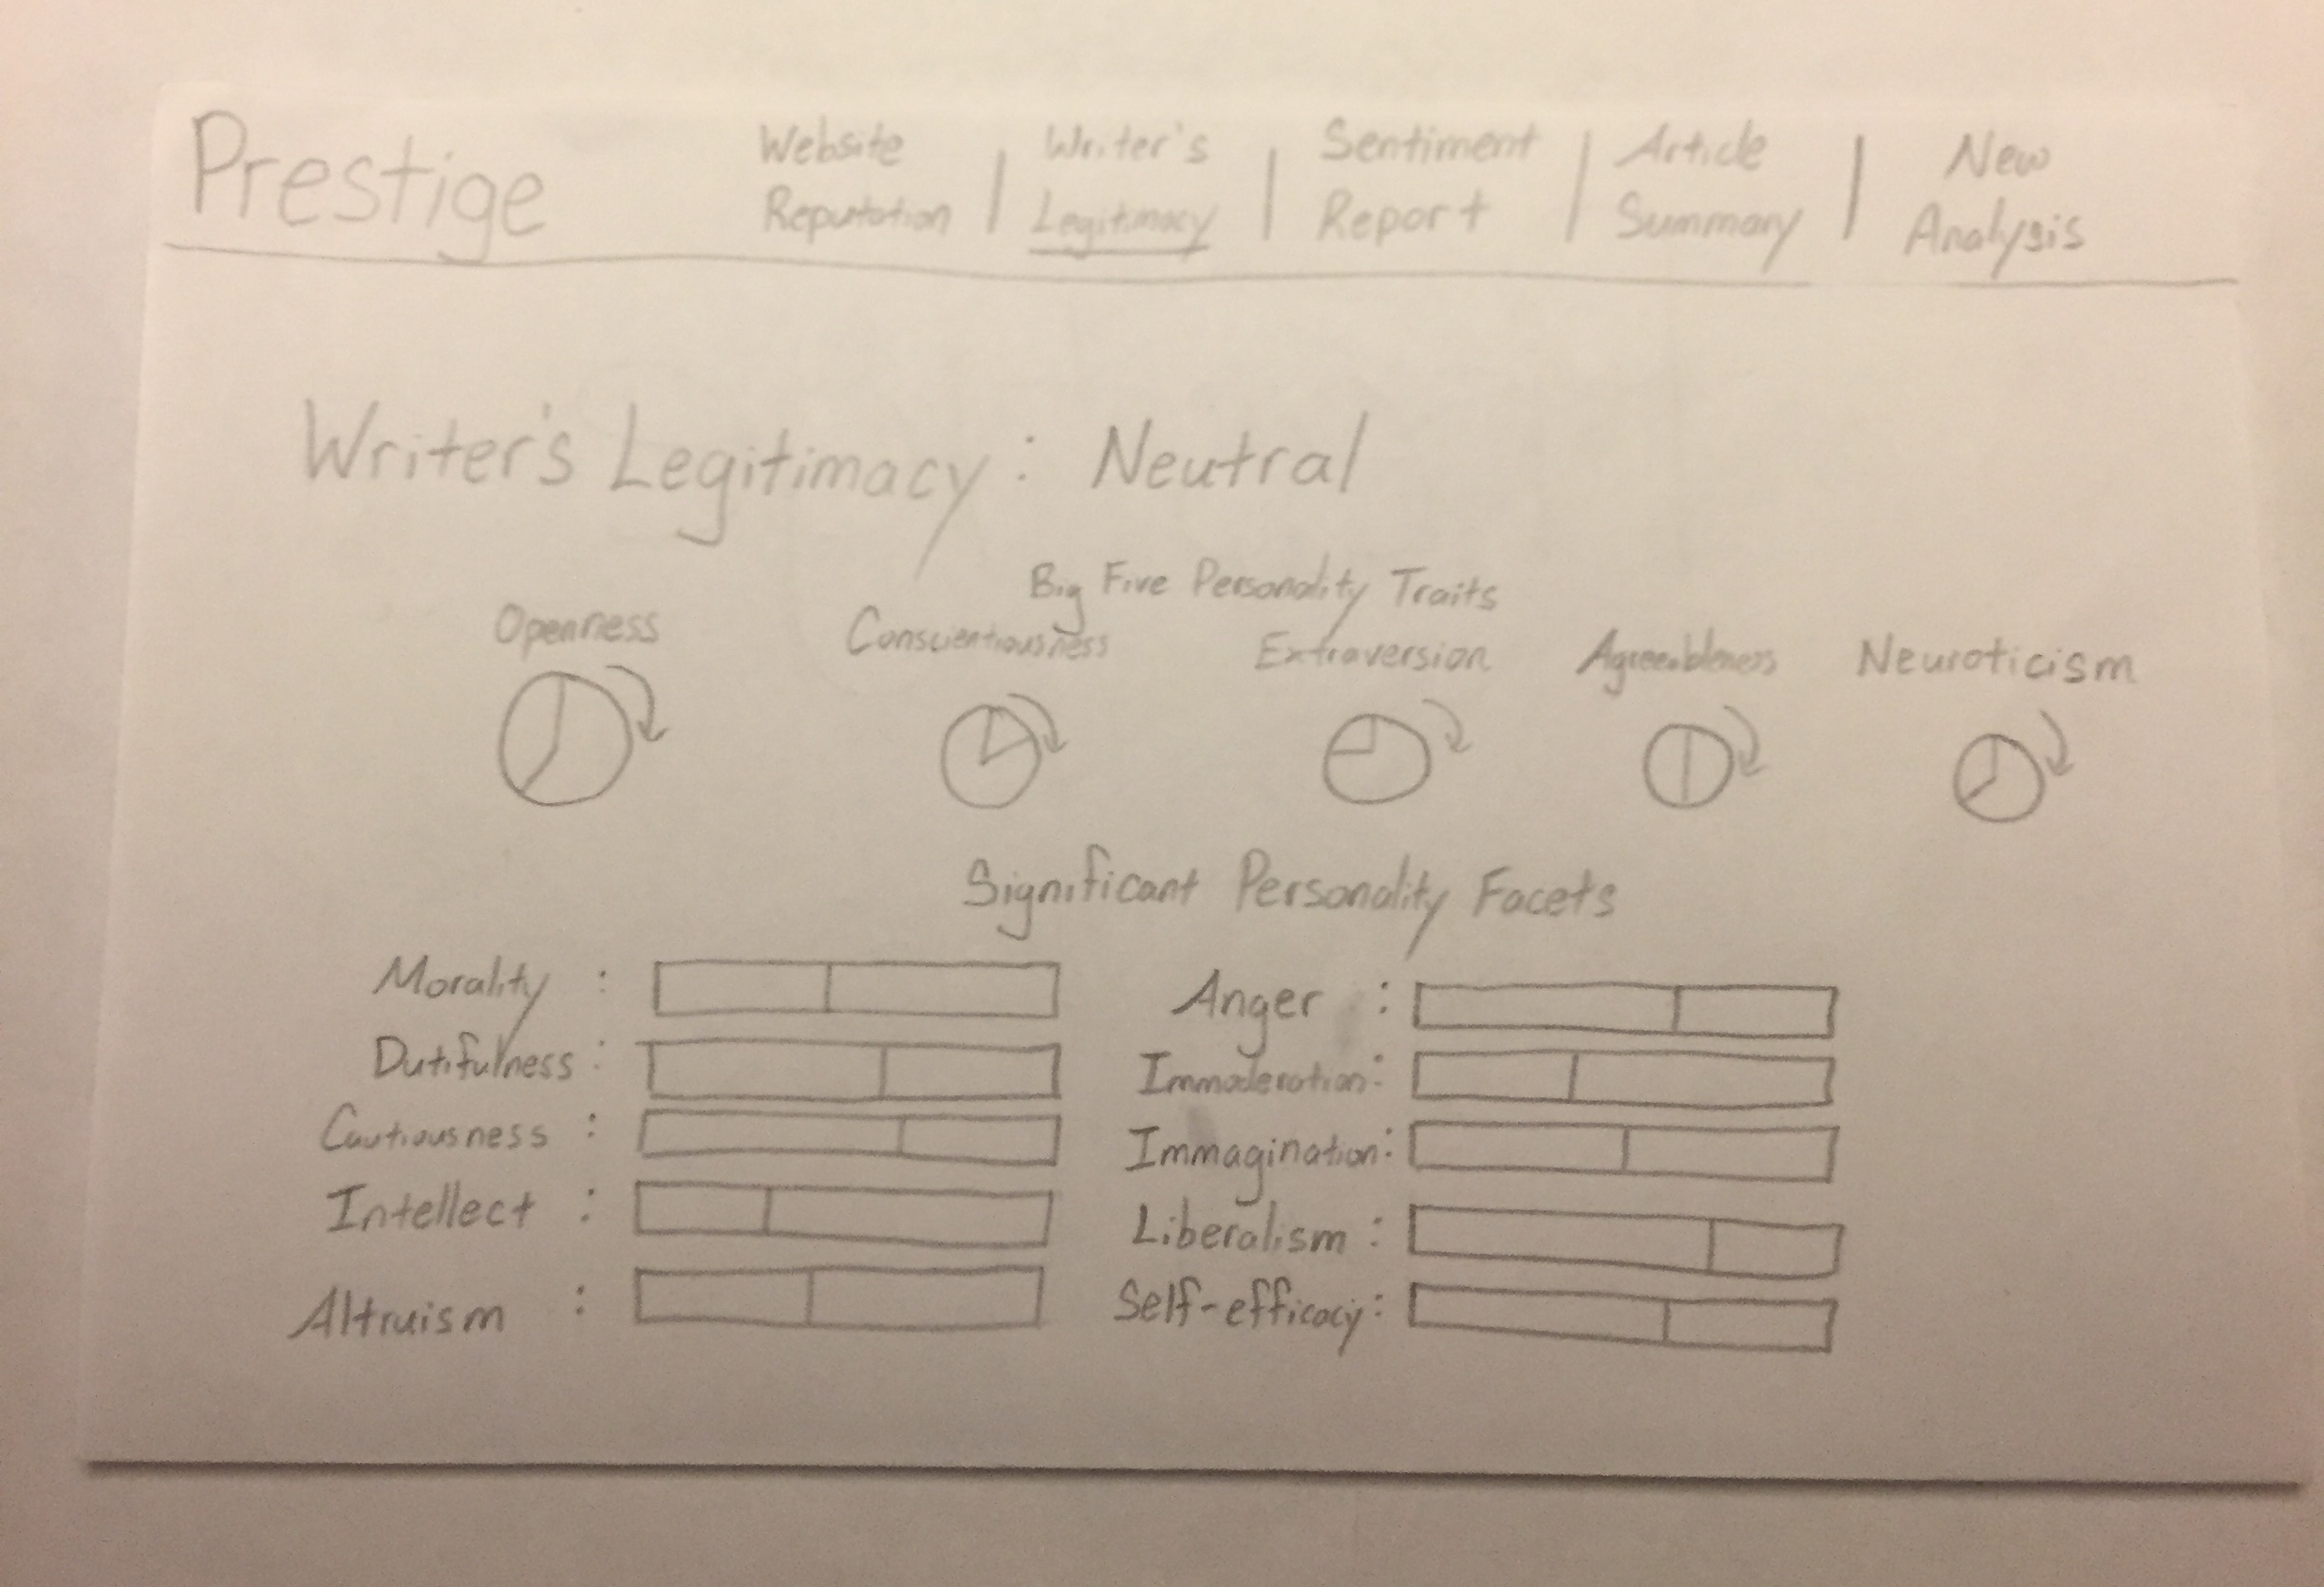 Prestige
Website Reputation | Writer's Legitimacy | Sentiment Report | Article Summary | New Analysis
Writer's Legitimacy : Neutral
Big Five Personality Traits
Openness Conscientiousness Extraversion Agreeableness Neuroticism
Significant Personality Facets
Morality : Anger :
Dutifulness : Immoderation :
Cautiousness : Immagination :
Intellect : Liberalism :
Altruism : Self-efficacy :